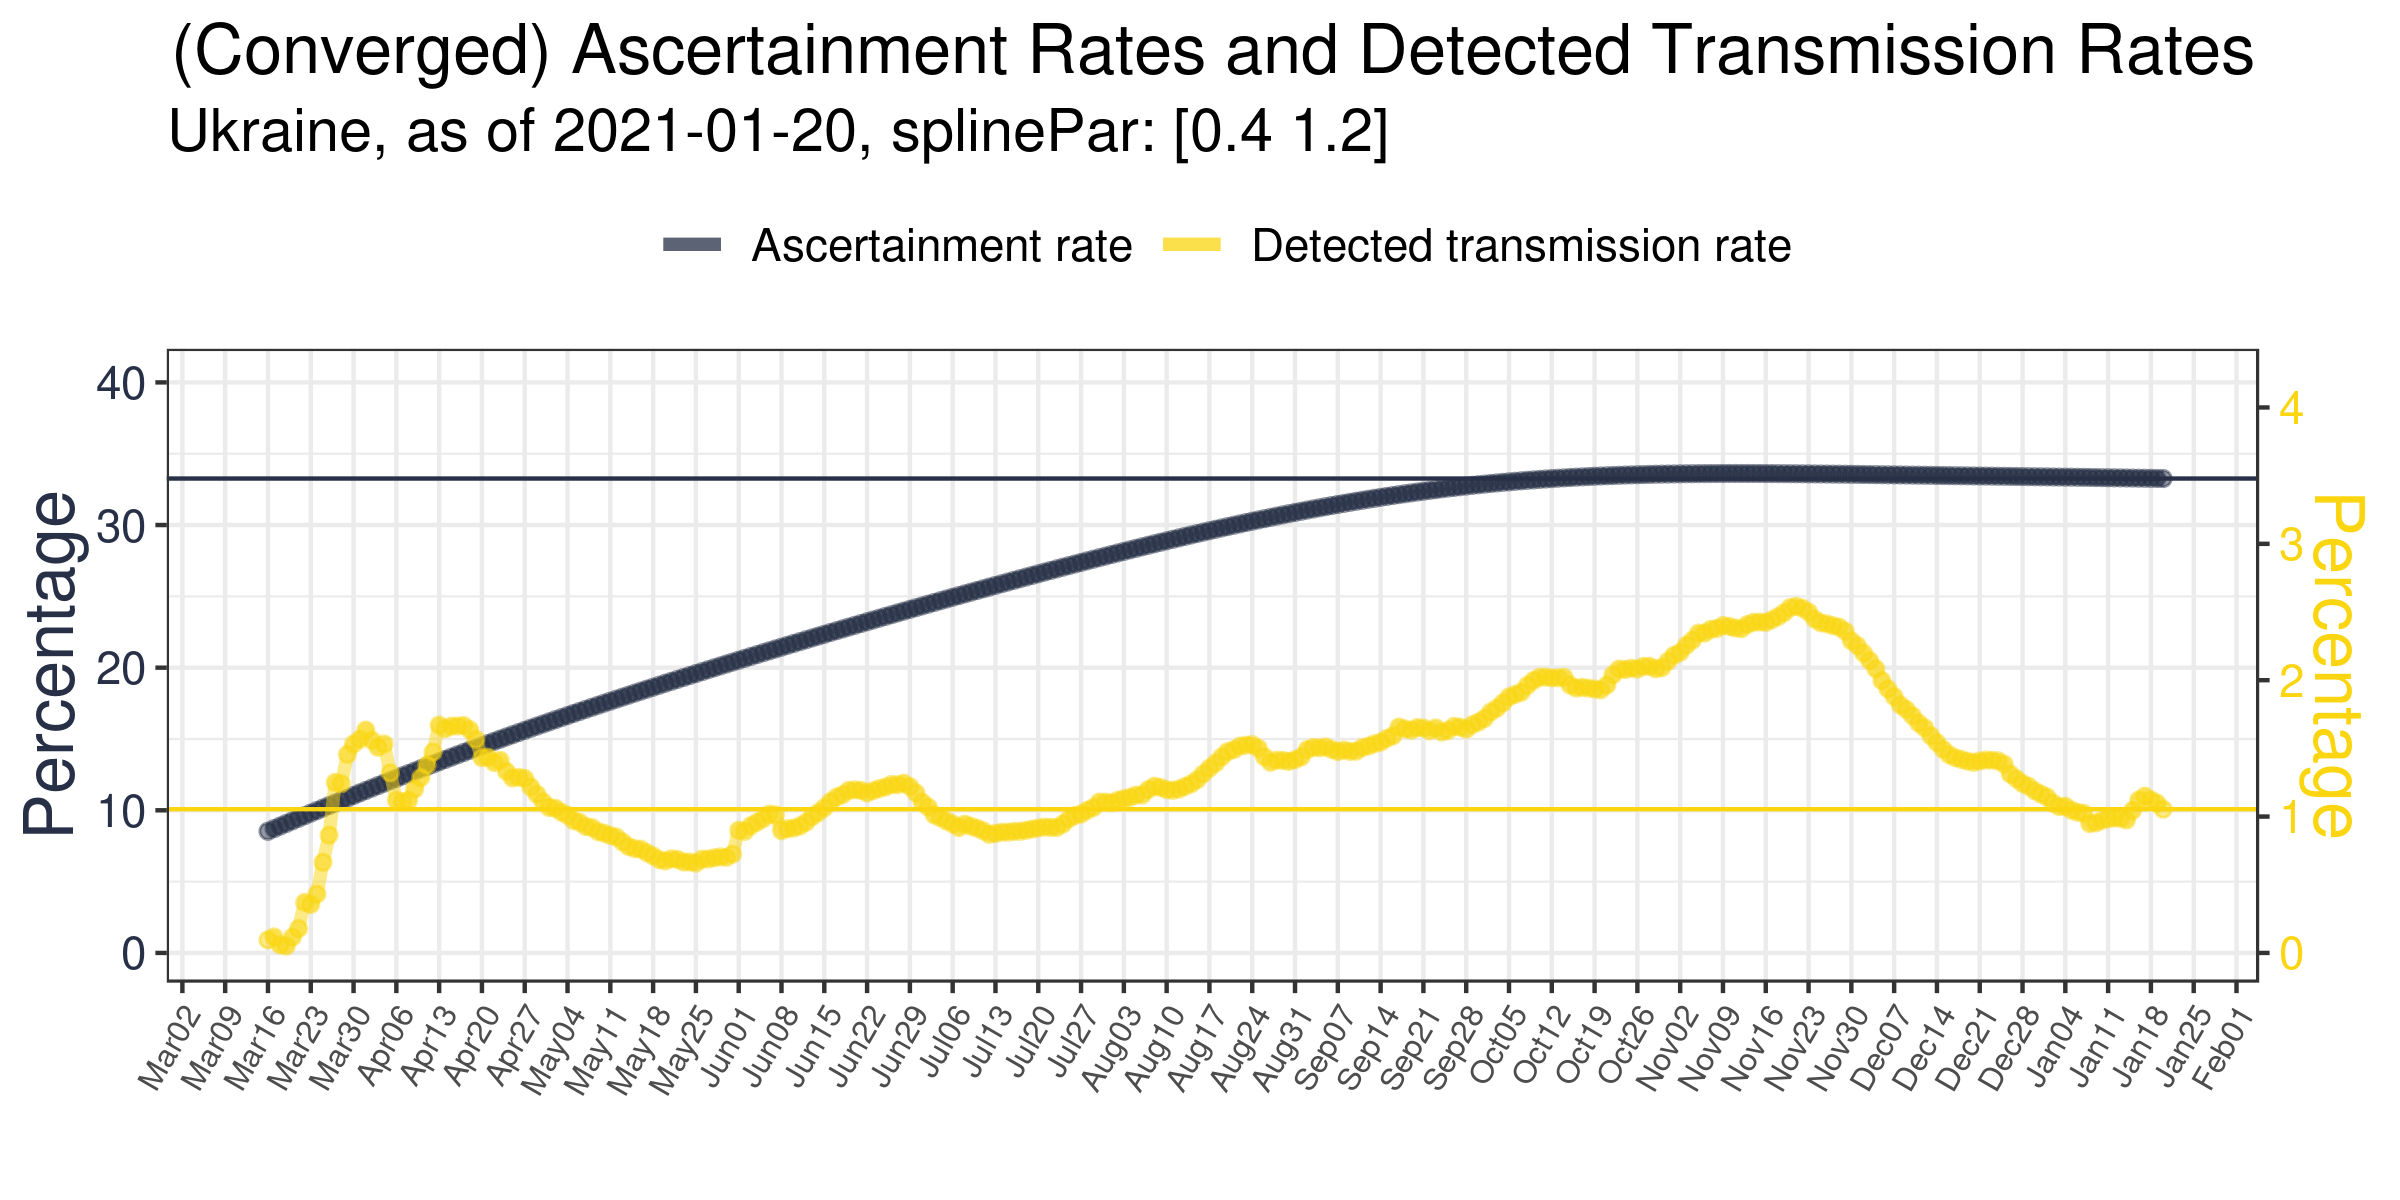 (Converged) Ascertainment Rates and Detected Transmission Rates
Ukraine, as of 2021-01-20, splinePar: [0.4 1.2]
Ascertainment rate Detected transmission rate
Percentage
40
30
20
10
0
4
3
2
1
0
Percentage
Mar02 Mar09 Mar16 Mar23 Mar30 Apr06 Apr13 Apr20 Apr27 May04 May11 May18 May25 Jun01 Jun08 Jun15 Jun22 Jun29 Jul06 Jul13 Jul20 Jul27 Aug03 Aug10 Aug17 Aug24 Aug31 Sep07 Sep14 Sep21 Sep28 Oct05 Oct12 Oct19 Oct26 Nov02 Nov09 Nov16 Nov23 Nov30 Dec07 Dec14 Dec21 Dec28 Jan04 Jan11 Jan18 Jan25 Feb01